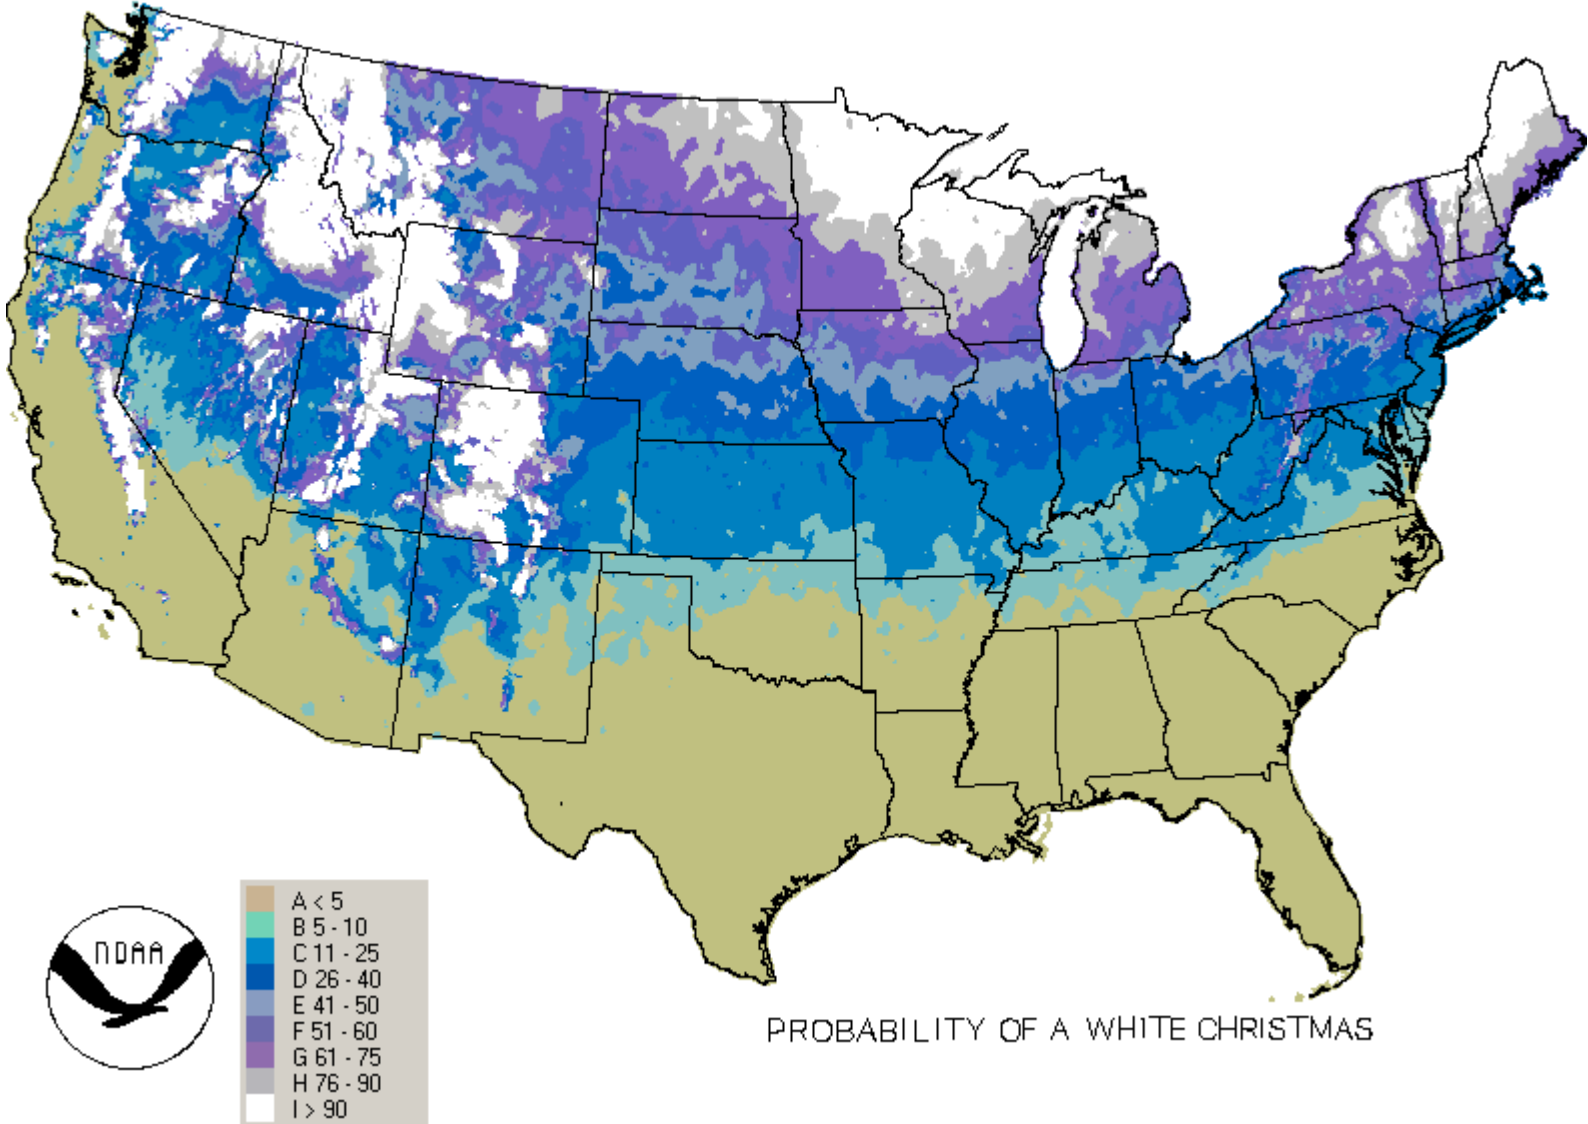 NOAA
A < 5
B 5 - 10
C 11 - 25
D 26 - 40
E 41 - 50
F 51 - 60
G 61 - 75
H 76 - 90
I > 90
PROBABILITY OF A WHITE CHRISTMAS